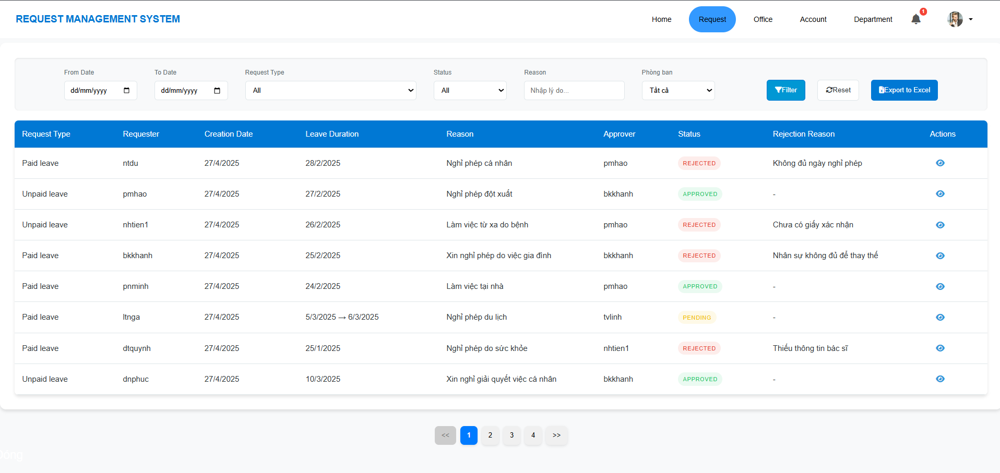 REQUEST MANAGEMENT SYSTEM Home Request Office Account Department 1
From Date To Date Request Type Status Reason Phòng ban
dd/mm/yyyy dd/mm/yyyy All All Nhập lý do... Tất cả Filter Reset Export to Excel
Request Type Requester Creation Date Leave Duration Reason Approver Status Rejection Reason Actions
Paid leave ntdu 27/4/2025 28/2/2025 Nghỉ phép cá nhân pmhao REJECTED Không đủ ngày nghỉ phép
Unpaid leave pmhao 27/4/2025 27/2/2025 Nghỉ phép đột xuất bkkhanh APPROVED -
Unpaid leave nhtien1 27/4/2025 26/2/2025 Làm việc từ xa do bệnh pmhao REJECTED Chưa có giấy xác nhận
Paid leave bkkhanh 27/4/2025 25/2/2025 Xin nghỉ phép do việc gia đình bkkhanh REJECTED Nhân sự không đủ để thay thế
Paid leave pnminh 27/4/2025 24/2/2025 Làm việc tại nhà pmhao APPROVED -
Paid leave ltnga 27/4/2025 5/3/2025 → 6/3/2025 Nghỉ phép du lịch tvlinh PENDING -
Paid leave dtquynh 27/4/2025 25/1/2025 Nghỉ phép do sức khỏe nhtien1 REJECTED Thiếu thông tin bác sĩ
Unpaid leave dnphuc 27/4/2025 10/3/2025 Xin nghỉ giải quyết việc cá nhân bkkhanh APPROVED -
<< 1 2 3 4 >>